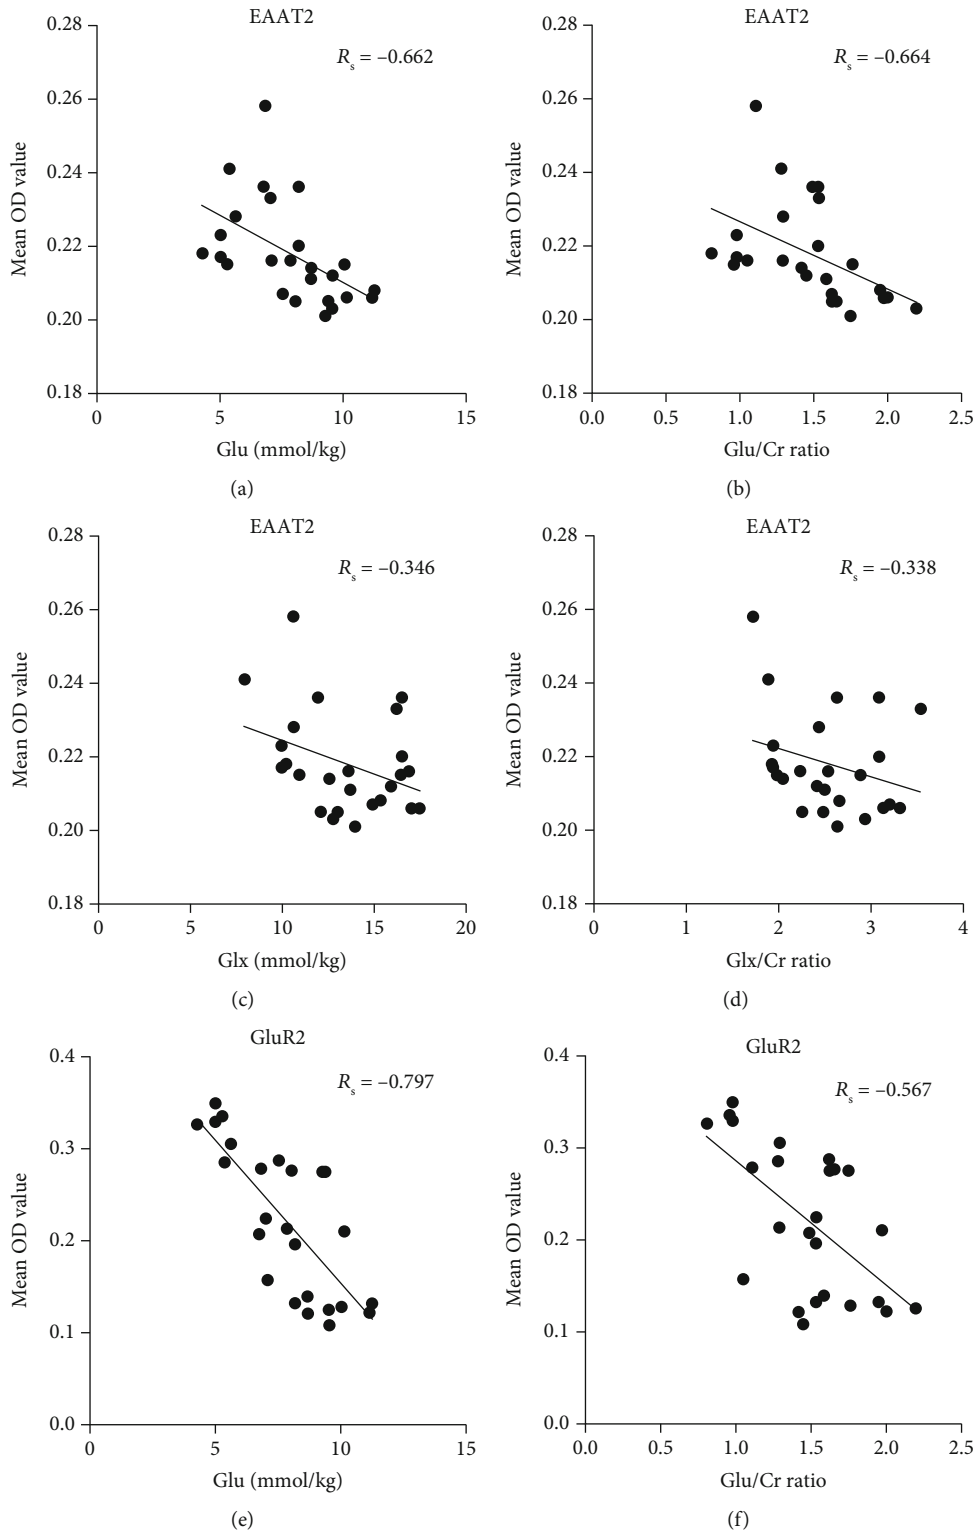 EAAT2
Rs = –0.662
Mean OD value
0.28
0.26
0.24
0.22
0.20
0.18
0
5
10
15
Glu (mmol/kg)
(a)
EAAT2
Rs = –0.664
Mean OD value
0.28
0.26
0.24
0.22
0.20
0.18
0.0
0.5
1.0
1.5
2.0
2.5
Glu/Cr ratio
(b)
EAAT2
Rs = –0.346
Mean OD value
0.28
0.26
0.24
0.22
0.20
0.18
0
5
10
15
20
Glx (mmol/kg)
(c)
EAAT2
Rs = –0.338
Mean OD value
0.28
0.26
0.24
0.22
0.20
0.18
0
1
2
3
4
Glx/Cr ratio
(d)
GluR2
Rs = –0.797
Mean OD value
0.4
0.3
0.2
0.1
0.0
0
5
10
15
Glu (mmol/kg)
(e)
GluR2
Rs = –0.567
Mean OD value
0.4
0.3
0.2
0.1
0.0
0.0
0.5
1.0
1.5
2.0
2.5
Glu/Cr ratio
(f)